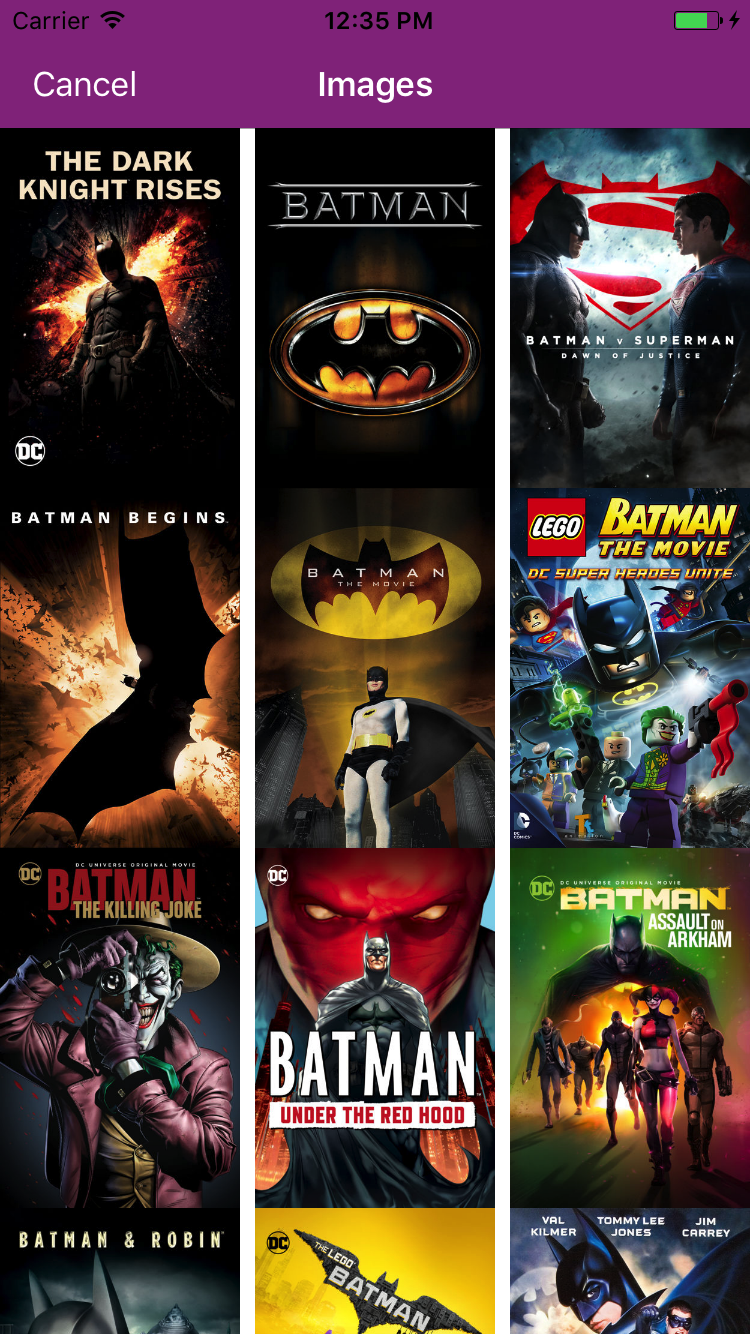 Carrier 12:35 PM
Cancel Images
THE DARK
KNIGHT RISES
DC
BATMAN
BATMAN v SUPERMAN
DAWN OF JUSTICE
BATMAN BEGINS
BATMAN
THE MOVIE
LEGO BATMAN
THE MOVIE
DC SUPER HEROES UNITE
DC
COMICS
DC DC UNIVERSE ORIGINAL MOVIE
BATMAN
THE KILLING JOKE
DC
BATMAN
UNDER THE RED HOOD
DC DC UNIVERSE ORIGINAL MOVIE
BATMAN
ASSAULT ON
ARKHAM
BATMAN & ROBIN
DC
THE LEGO
BATMAN
VAL TOMMY LEE JIM
KILMER JONES CARREY